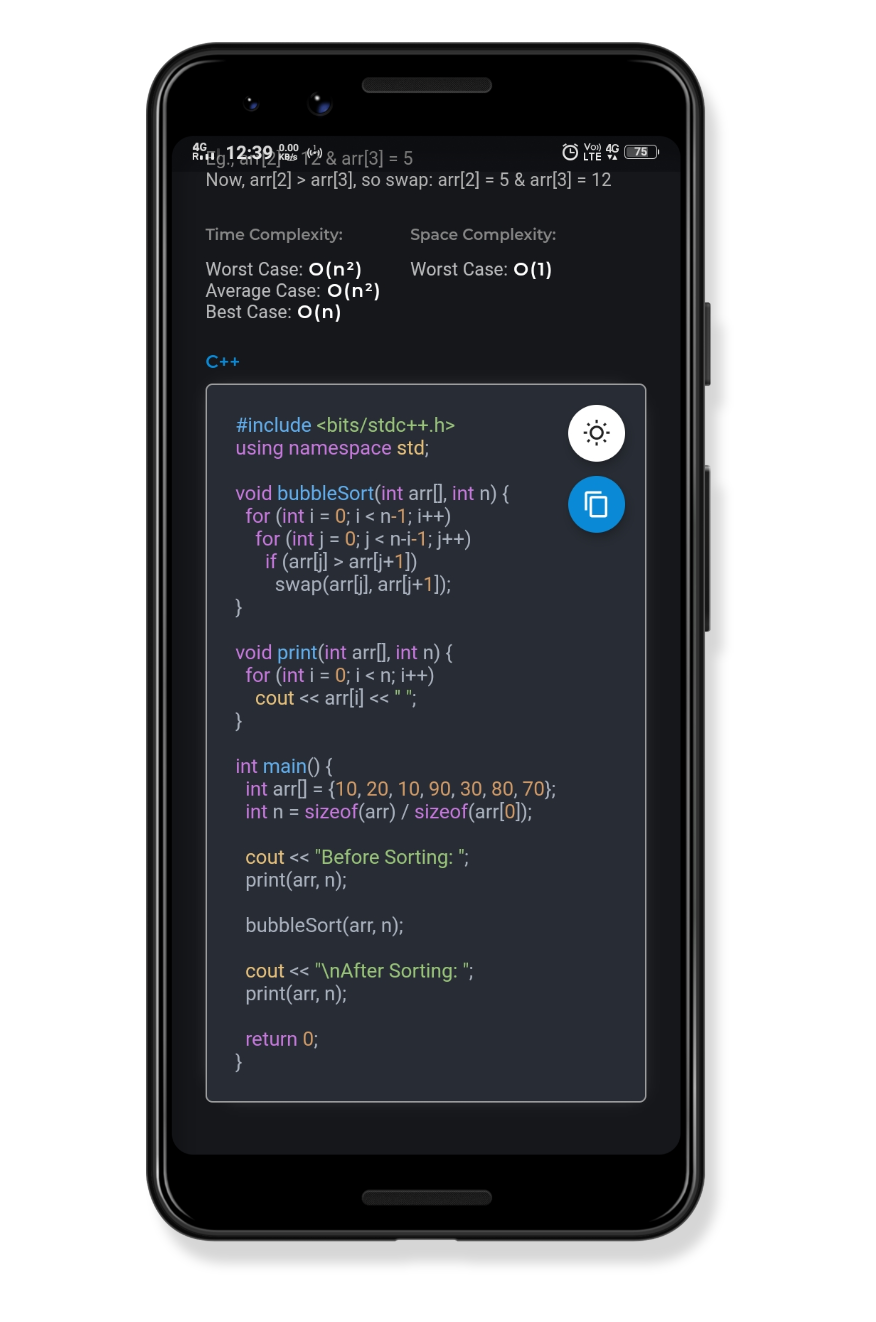 4G
R
12:39
0.00
KB/s
Vo))
LTE
4G
75
Eg., arr[2] = 12 & arr[3] = 5
Now, arr[2] > arr[3], so swap: arr[2] = 5 & arr[3] = 12
Time Complexity:
Space Complexity:
Worst Case: O(n²)
Worst Case: O(1)
Average Case: O(n²)
Best Case: O(n)
C++
#include <bits/stdc++.h>
using namespace std;
void bubbleSort(int arr[], int n) {
for (int i = 0; i < n-1; i++)
for (int j = 0; j < n-i-1; j++)
if (arr[j] > arr[j+1])
swap(arr[j], arr[j+1]);
}
void print(int arr[], int n) {
for (int i = 0; i < n; i++)
cout << arr[i] << " ";
}
int main() {
int arr[] = {10, 20, 10, 90, 30, 80, 70};
int n = sizeof(arr) / sizeof(arr[0]);
cout << "Before Sorting: ";
print(arr, n);
bubbleSort(arr, n);
cout << "\nAfter Sorting: ";
print(arr, n);
return 0;
}